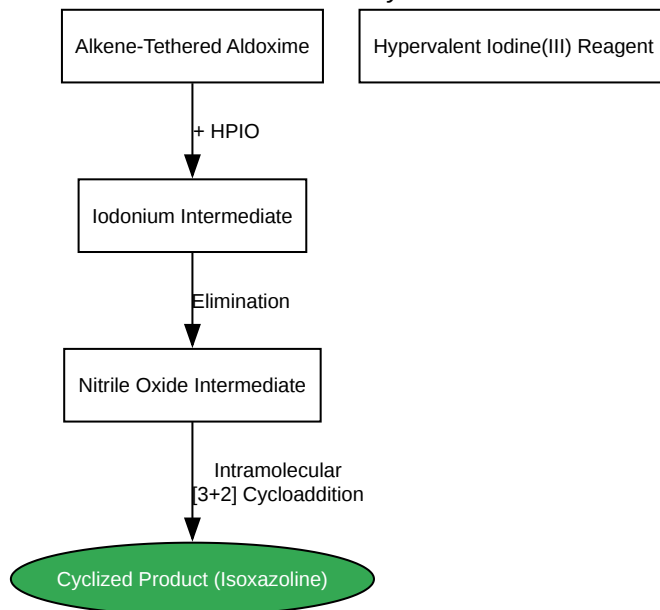 Alkene-Tethered Aldoxime
Hypervalent Iodine(III) Reagent
+ HPIO
Iodonium Intermediate
Elimination
Nitrile Oxide Intermediate
Intramolecular
[3+2] Cycloaddition
Cyclized Product (Isoxazoline)